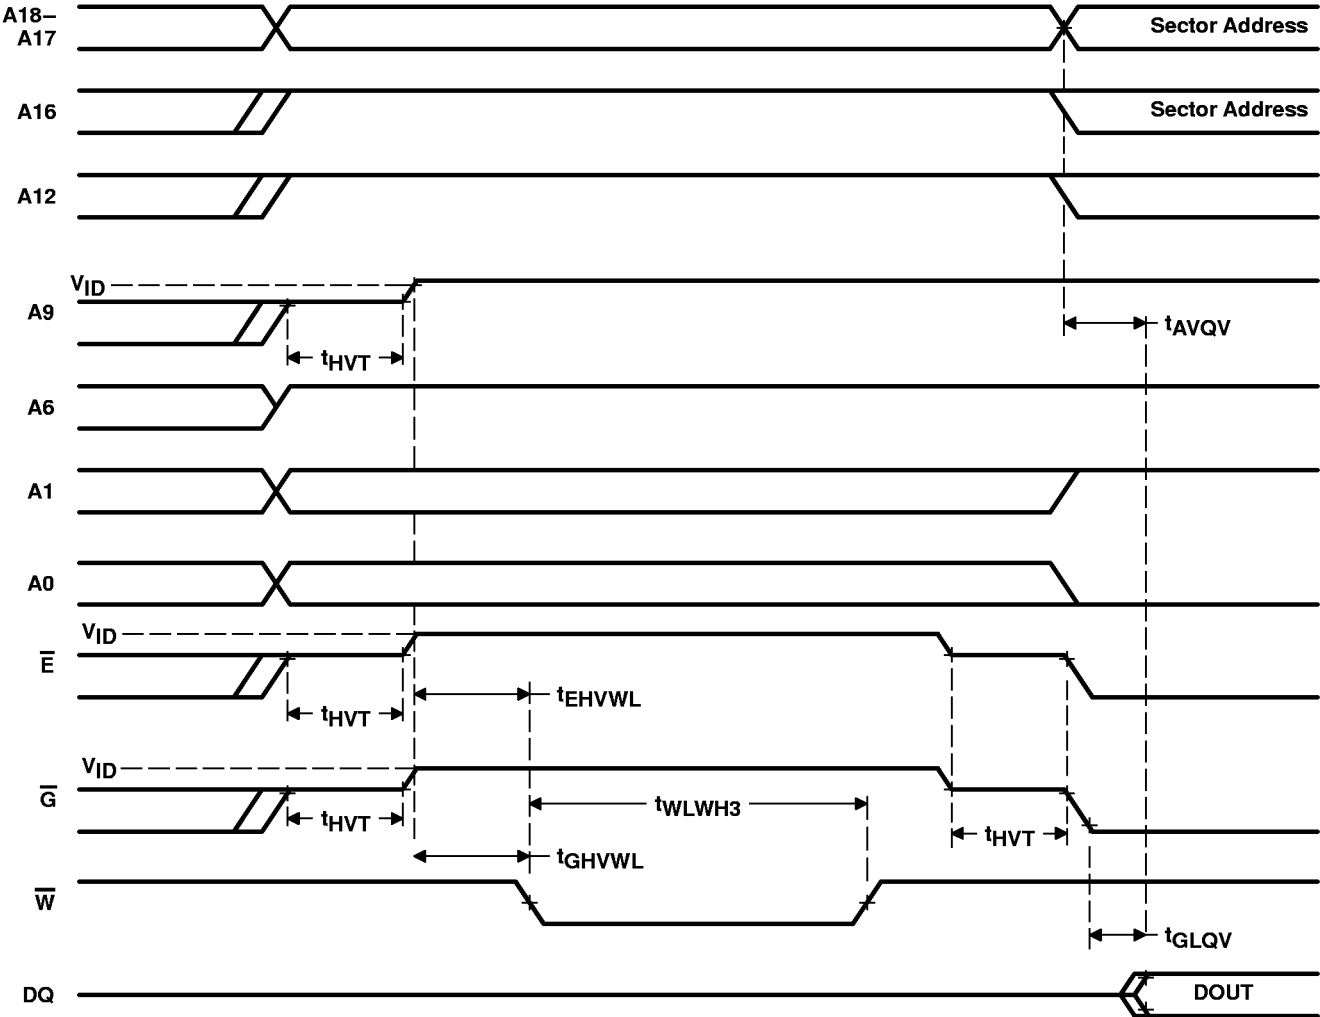 A18–
A17
Sector Address
A16
Sector Address
A12
VID
A9
tAVQV
tHVT
A6
A1
A0
VID
E
tEHVWL
tHVT
VID
G
tWLWH3
tHVT
tHVT
tGHVWL
W
tGLQV
DQ
DOUT